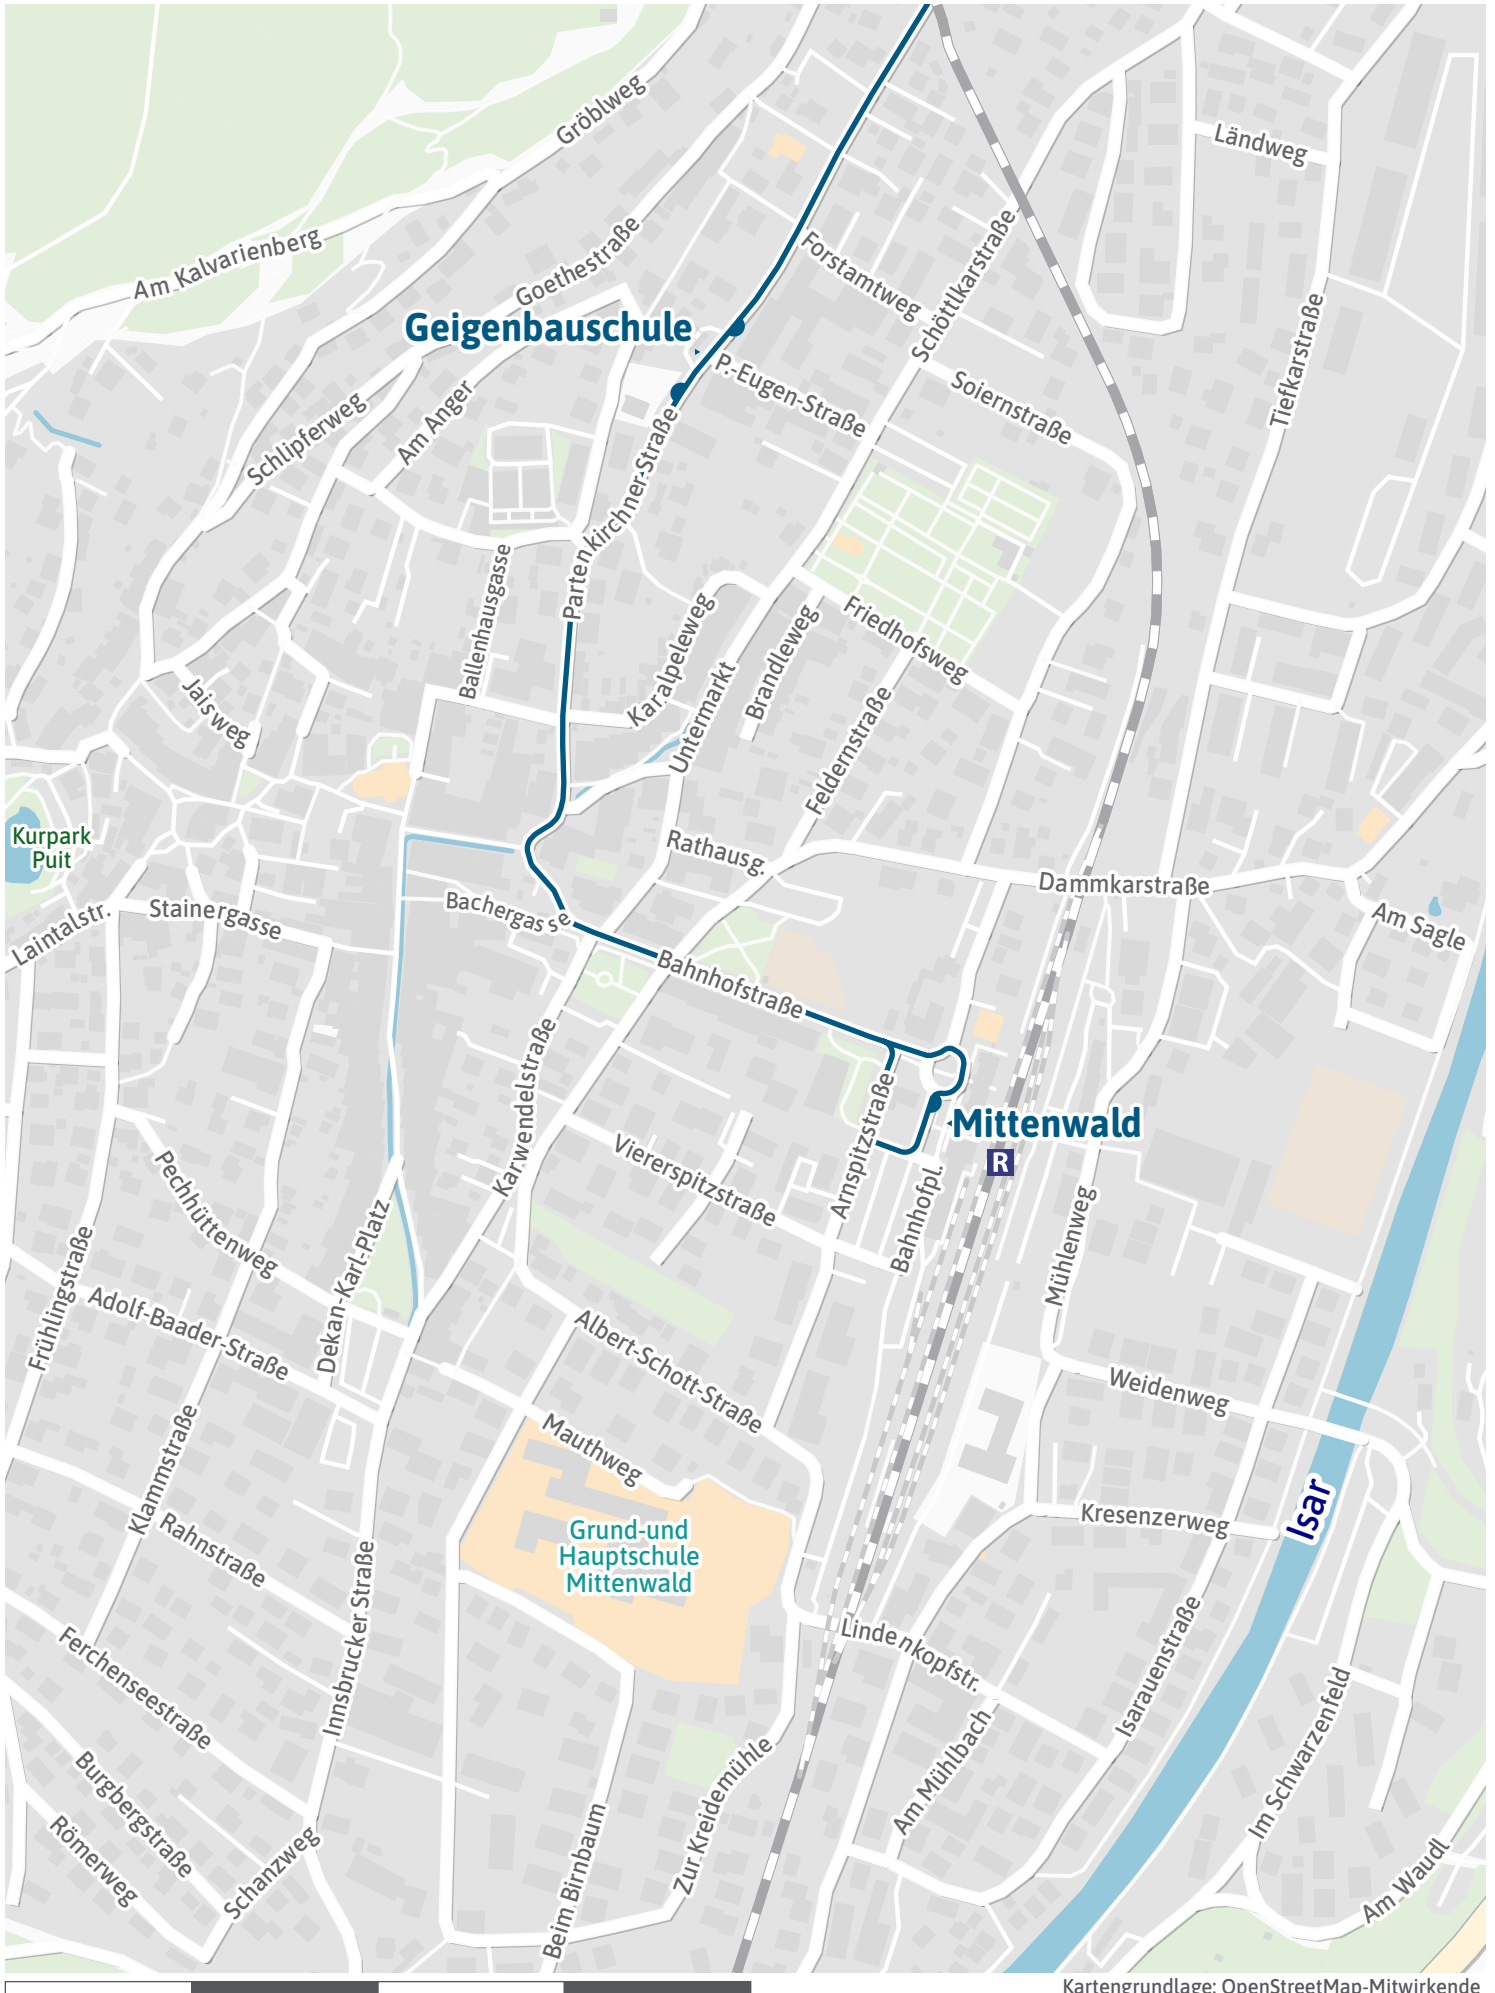 Gröblweg
Ländweg
Am Kalvarienberg
Goethestraße
Forstamtweg
Schöttlkarstraße
Geigenbauschule
P.-Eugen-Straße
Soiernstraße
Tiefkarstraße
Schlipferweg
Am Anger
Partenkirchner Straße
Ballenhausgasse
Karalpeleweg
Brandleweg
Friedhofsweg
Untermarkt
Feldernstraße
Jaisweg
Kurpark
Puit
Rathausg.
Dammkarstraße
Laintalstr.
Stainergasse
Bachergasse
Am Sagle
Bahnhofstraße
Karwendelstraße
Arnspitzstraße
Mittenwald
R
Pechhüttenweg
Viererspitzstraße
Bahnhofpl.
Mühlenweg
Frühlingstraße
Adolf-Baader-Straße
Dekan-Karl-Platz
Albert-Schott-Straße
Weidenweg
Klammstraße
Mauthweg
Isar
Kresenzerweg
Rahnstraße
Grund-und
Hauptschule
Mittenwald
Innsbrucker Straße
Lindenkopfstr.
Ferchenseestraße
Isarauenstraße
Im Schwarzenfeld
Burgbergstraße
Römerweg
Schanzweg
Beim Birnbaum
Zur Kreidemühle
Am Mühlbach
Am Waudl
Kartengrundlage: OpenStreetMap-Mitwirkende